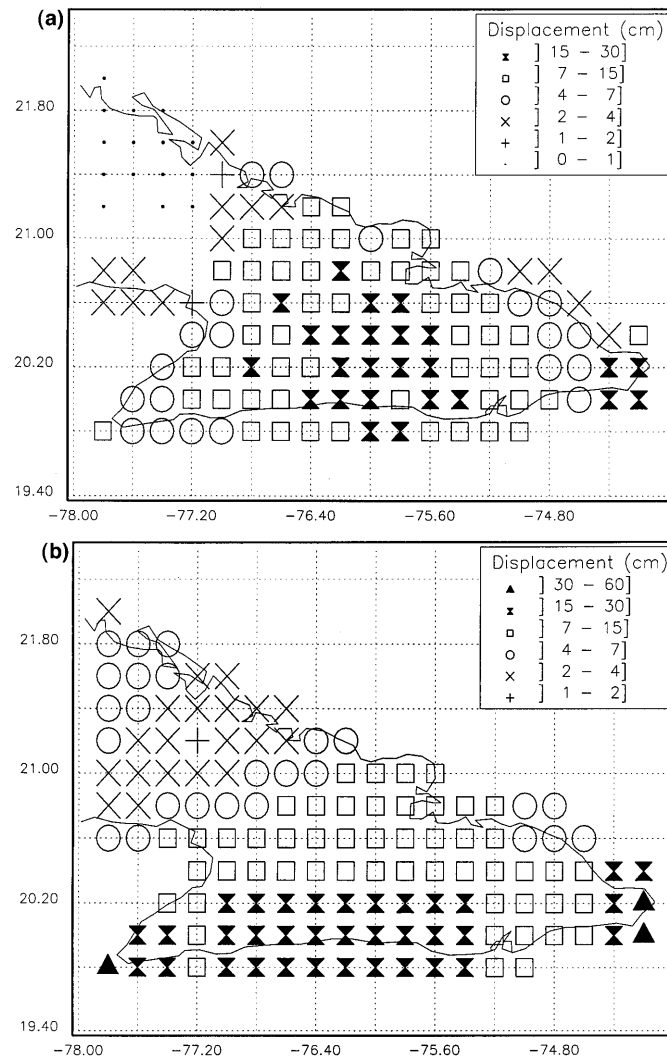 (a)
Displacement (cm)
] 15 – 30]
] 7 – 15]
] 4 – 7]
] 2 – 4]
] 1 – 2]
] 0 – 1]
21.80
21.00
20.20
19.40
−78.00 −77.20 −76.40 −75.60 −74.80
(b)
Displacement (cm)
] 30 – 60]
] 15 – 30]
] 7 – 15]
] 4 – 7]
] 2 – 4]
] 1 – 2]
21.80
21.00
20.20
19.40
−78.00 −77.20 −76.40 −75.60 −74.80